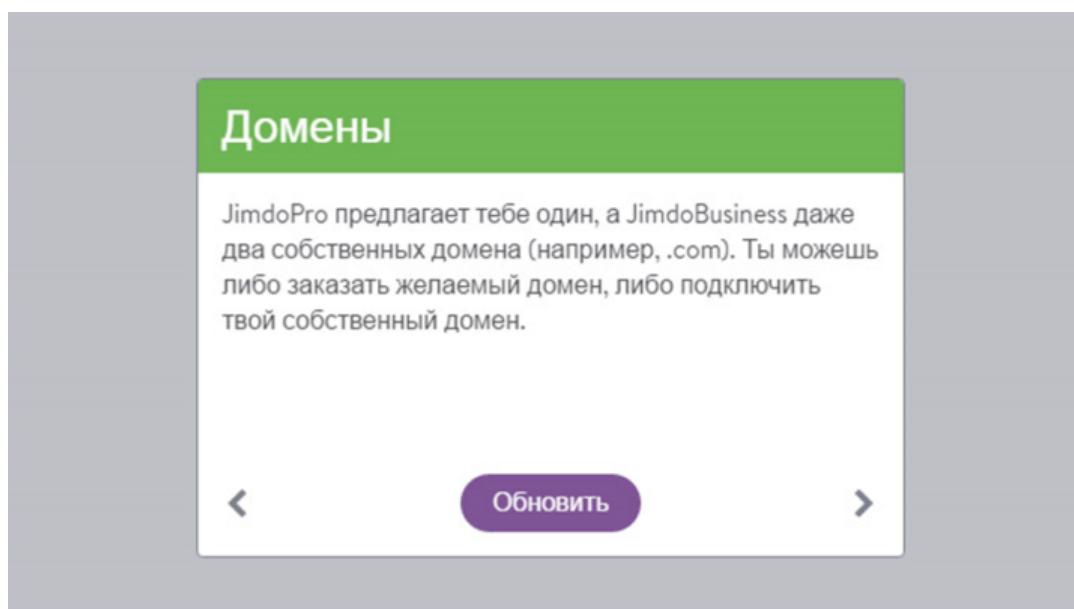 Домены
JimdoPro предлагает тебе один, а JimdoBusiness даже
два собственных домена (например, .com). Ты можешь
либо заказать желаемый домен, либо подключить
твой собственный домен.
Обновить